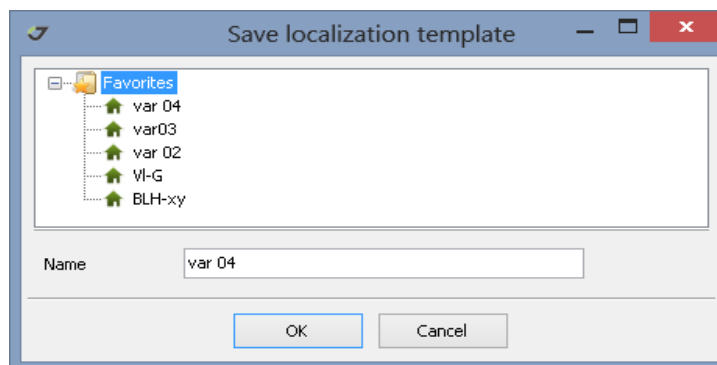 Save localization template
Favorites
var 04
var03
var 02
Vl-G
BLH-xy
Name
var 04
OK
Cancel